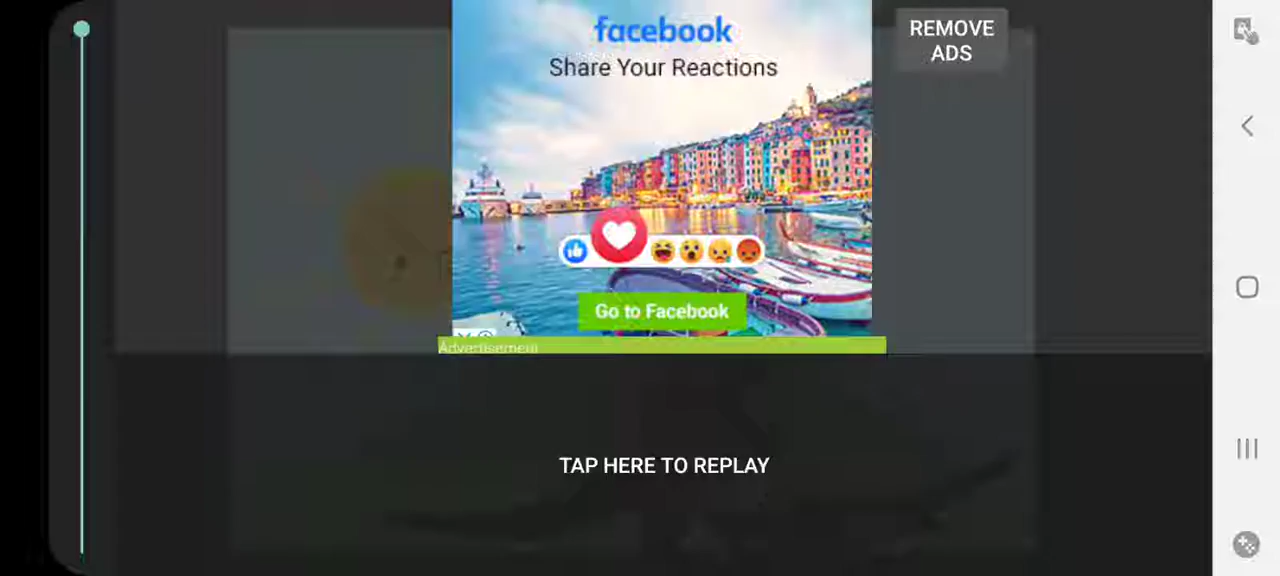 facebook
Share Your Reactions
REMOVE
ADS
Go to Facebook
Advertisement
TAP HERE TO REPLAY